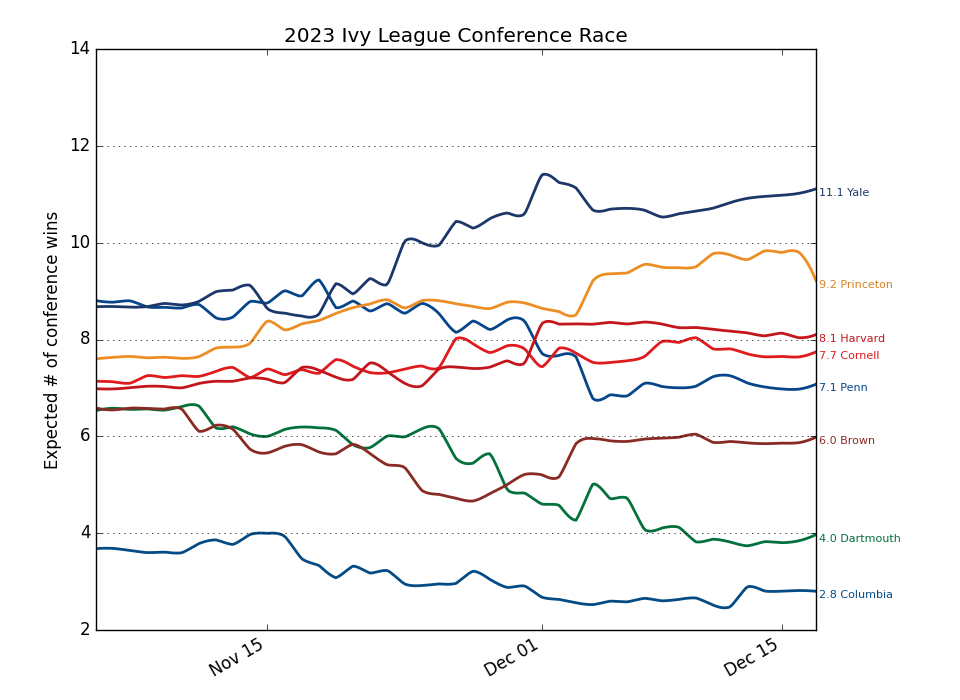 2023 Ivy League Conference Race
Expected # of conference wins
14
12
10
8
6
4
2
11.1 Yale
9.2 Princeton
8.1 Harvard
7.7 Cornell
7.1 Penn
6.0 Brown
4.0 Dartmouth
2.8 Columbia
Nov 15
Dec 01
Dec 15